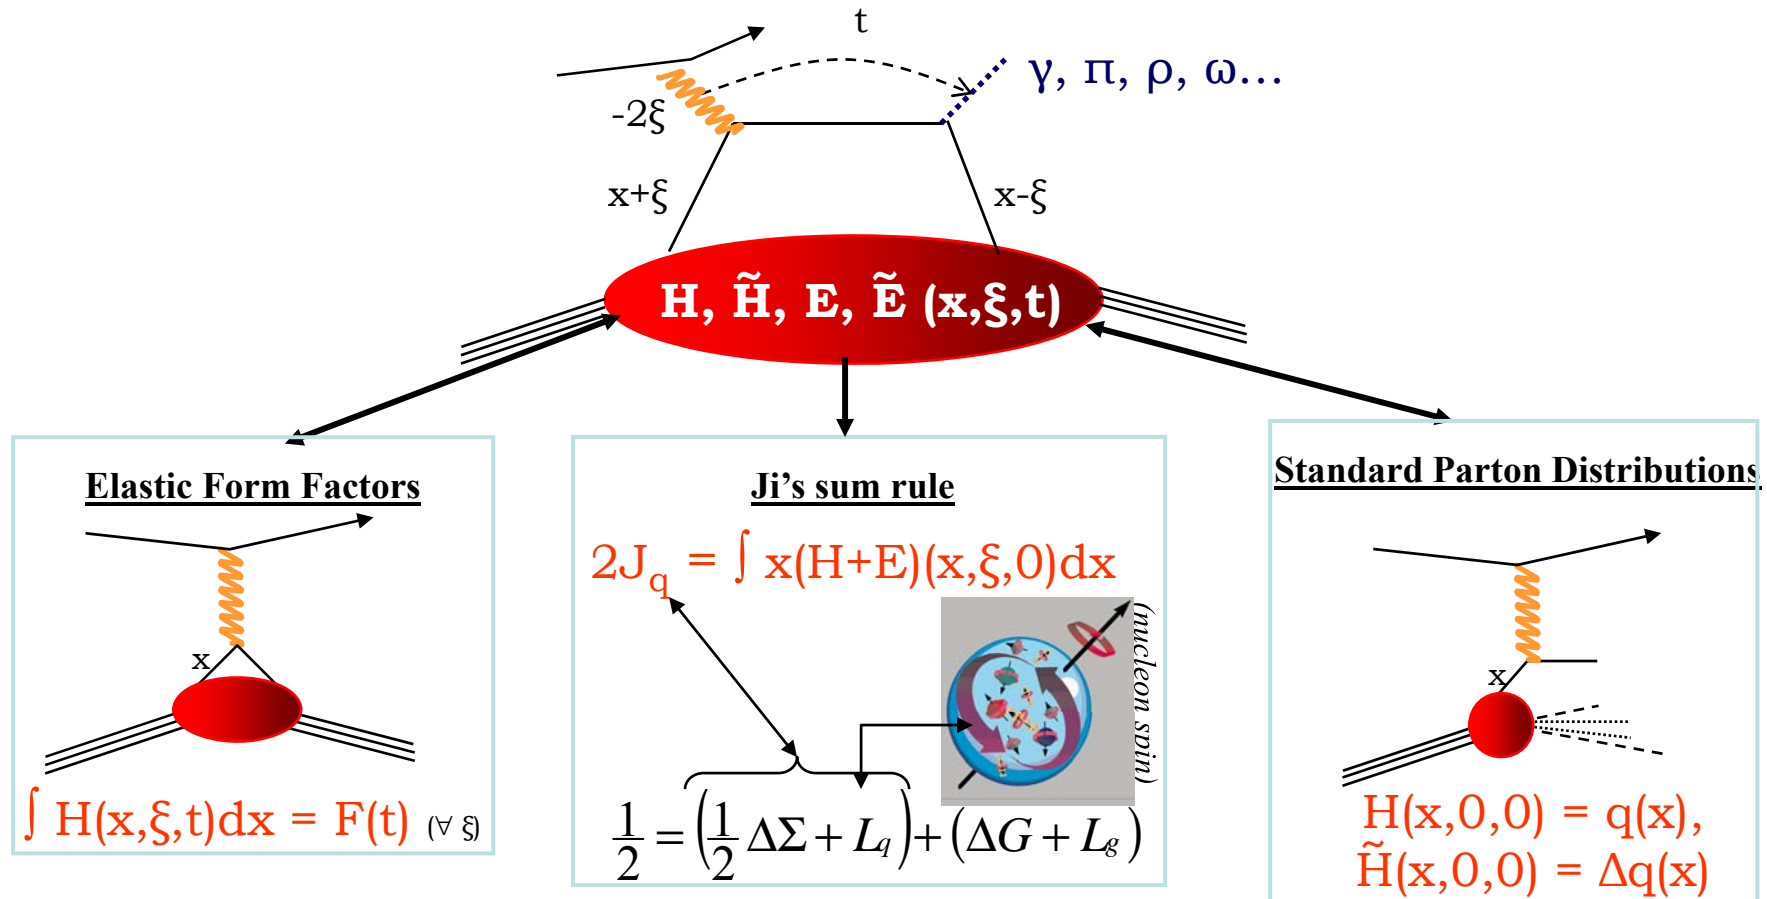 t
γ, π, ρ, ω...
-2ξ
x+ξ
x-ξ
H, H̃, E, Ẽ (x,ξ,t)
Elastic Form Factors
x
∫ H(x,ξ,t)dx = F(t) (∀ ξ)
Ji's sum rule
2J_q = ∫ x(H+E)(x,ξ,0)dx
(nucleon spin)
1/2 = (1/2 ΔΣ + L_q) + (ΔG + L_g)
Standard Parton Distributions
x
H(x,0,0) = q(x),
H̃(x,0,0) = Δq(x)